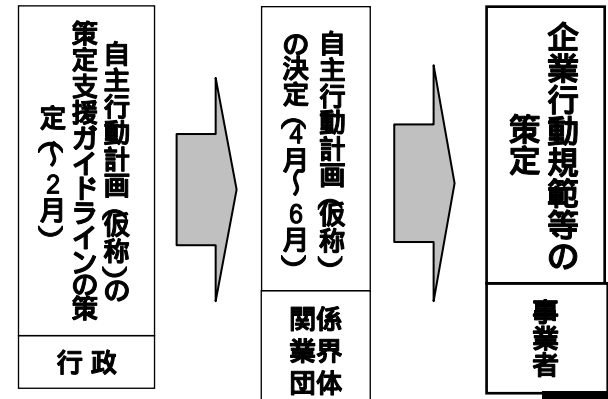 自主行動計画(仮称)の
策定支援ガイドラインの策
定(～2月)
行政
自主行動計画(仮称)
の決定(4月～6月)
関係
業界
団体
企業行動規範等の
策定
事業者